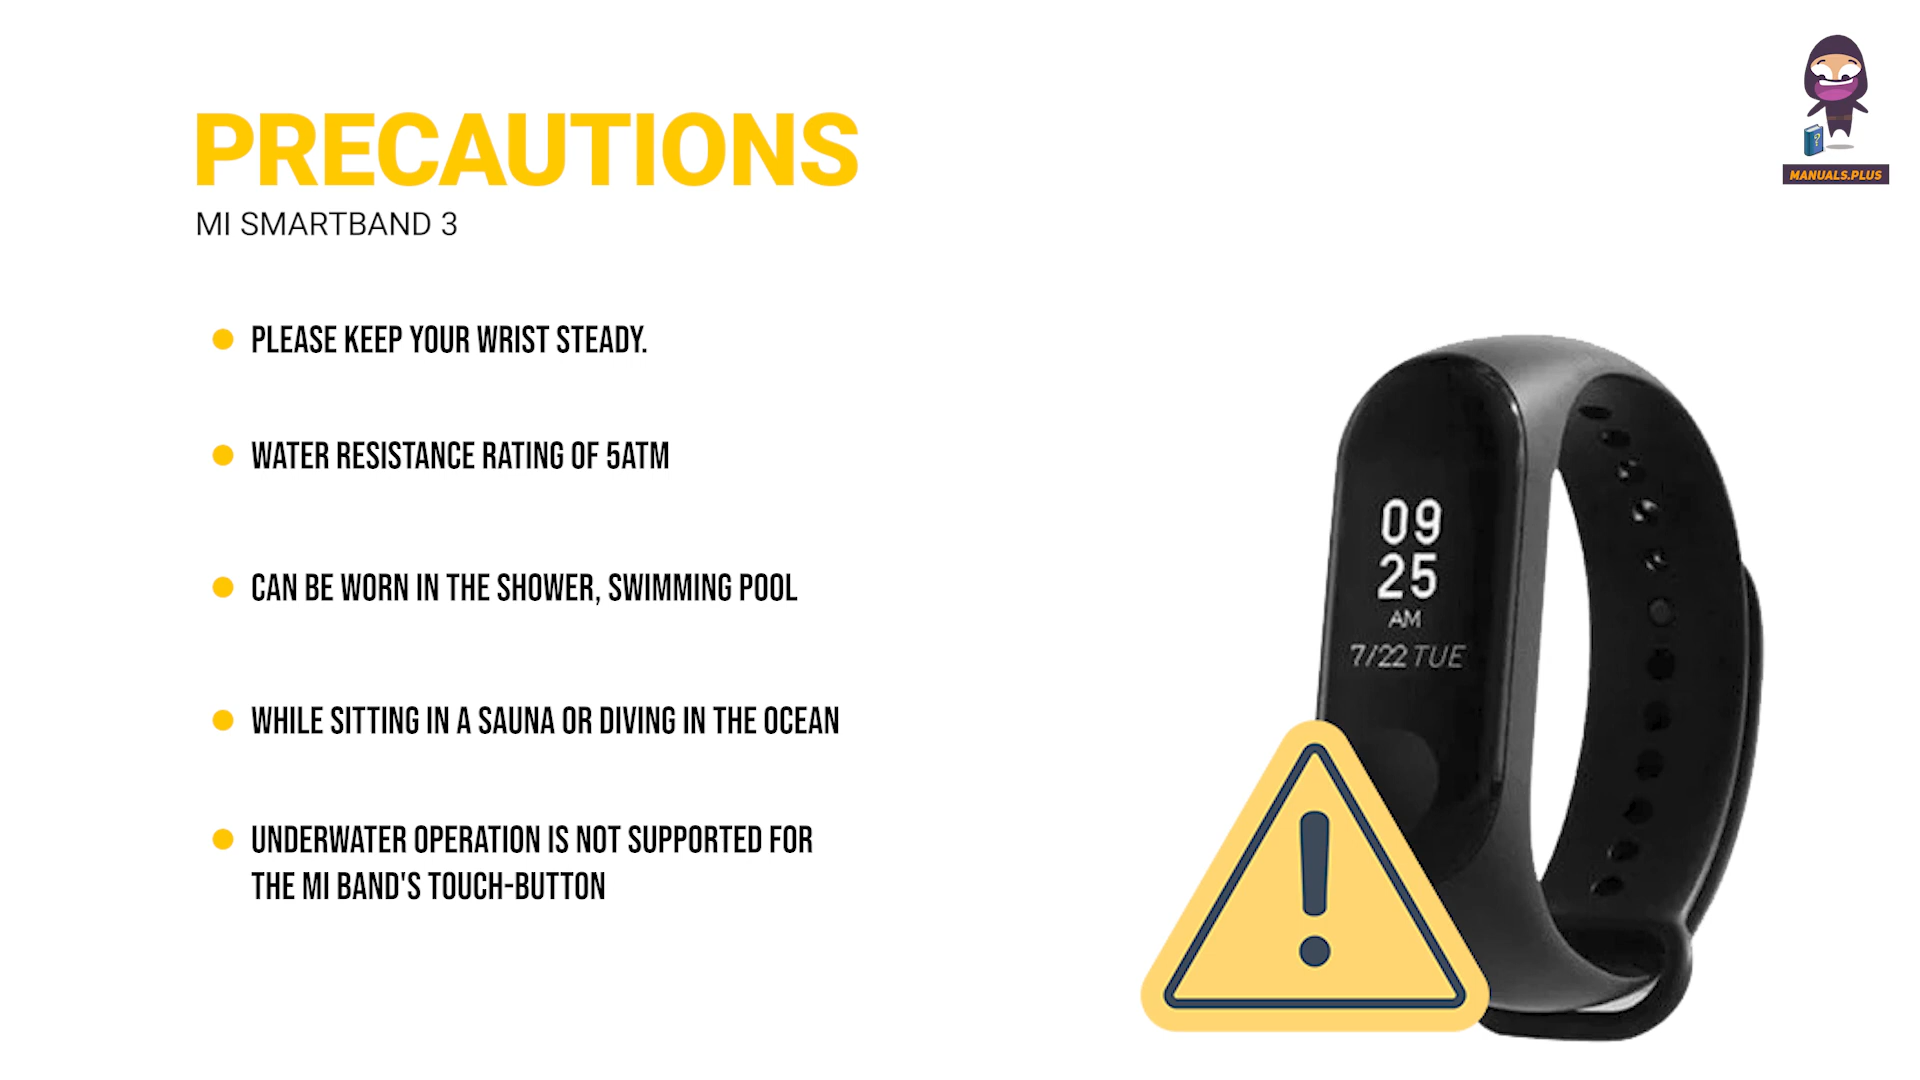 PRECAUTIONS
MI SMARTBAND 3
PLEASE KEEP YOUR WRIST STEADY.
WATER RESISTANCE RATING OF 5ATM
CAN BE WORN IN THE SHOWER, SWIMMING POOL
WHILE SITTING IN A SAUNA OR DIVING IN THE OCEAN
UNDERWATER OPERATION IS NOT SUPPORTED FOR
THE MI BAND'S TOUCH-BUTTON
MANUALS.PLUS
09
25
AM
7/22 TUE